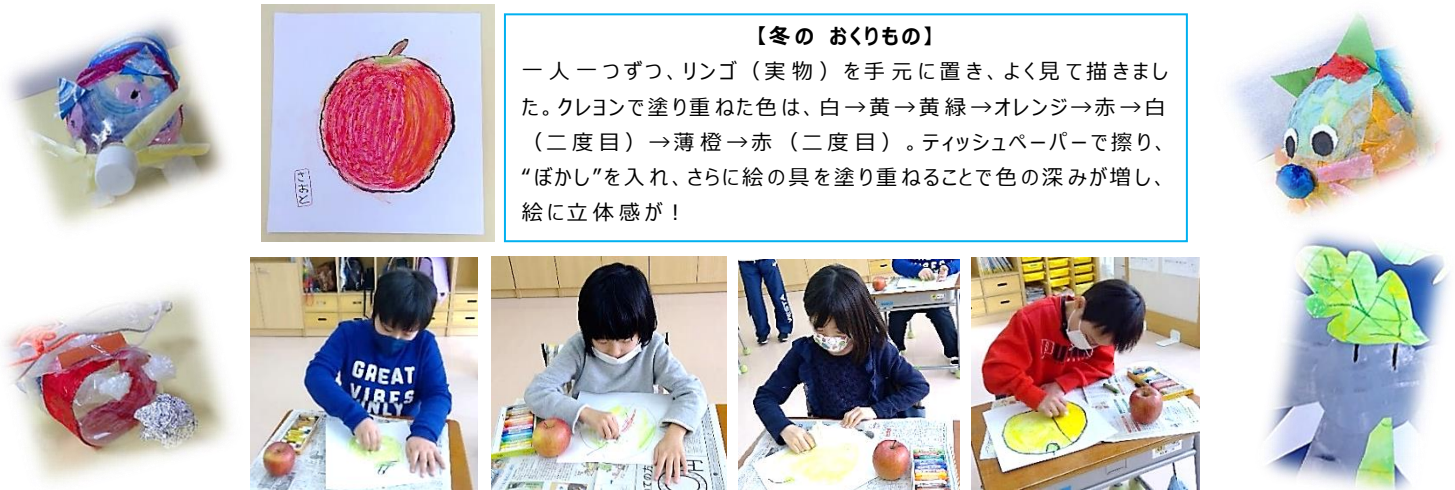 【冬の おくりもの】
一人一つずつ、リンゴ（実物）を手元に置き、よく見て描きまし
た。クレヨンで塗り重ねた色は、白→黄→黄緑→オレンジ→赤→白
（二度目）→薄橙→赤（二度目）。ティッシュペーパーで擦り、
“ぼかし”を入れ、さらに絵の具を塗り重ねることで色の深みが増し、
絵に立体感が！
GREAT
VIBES
ONLY